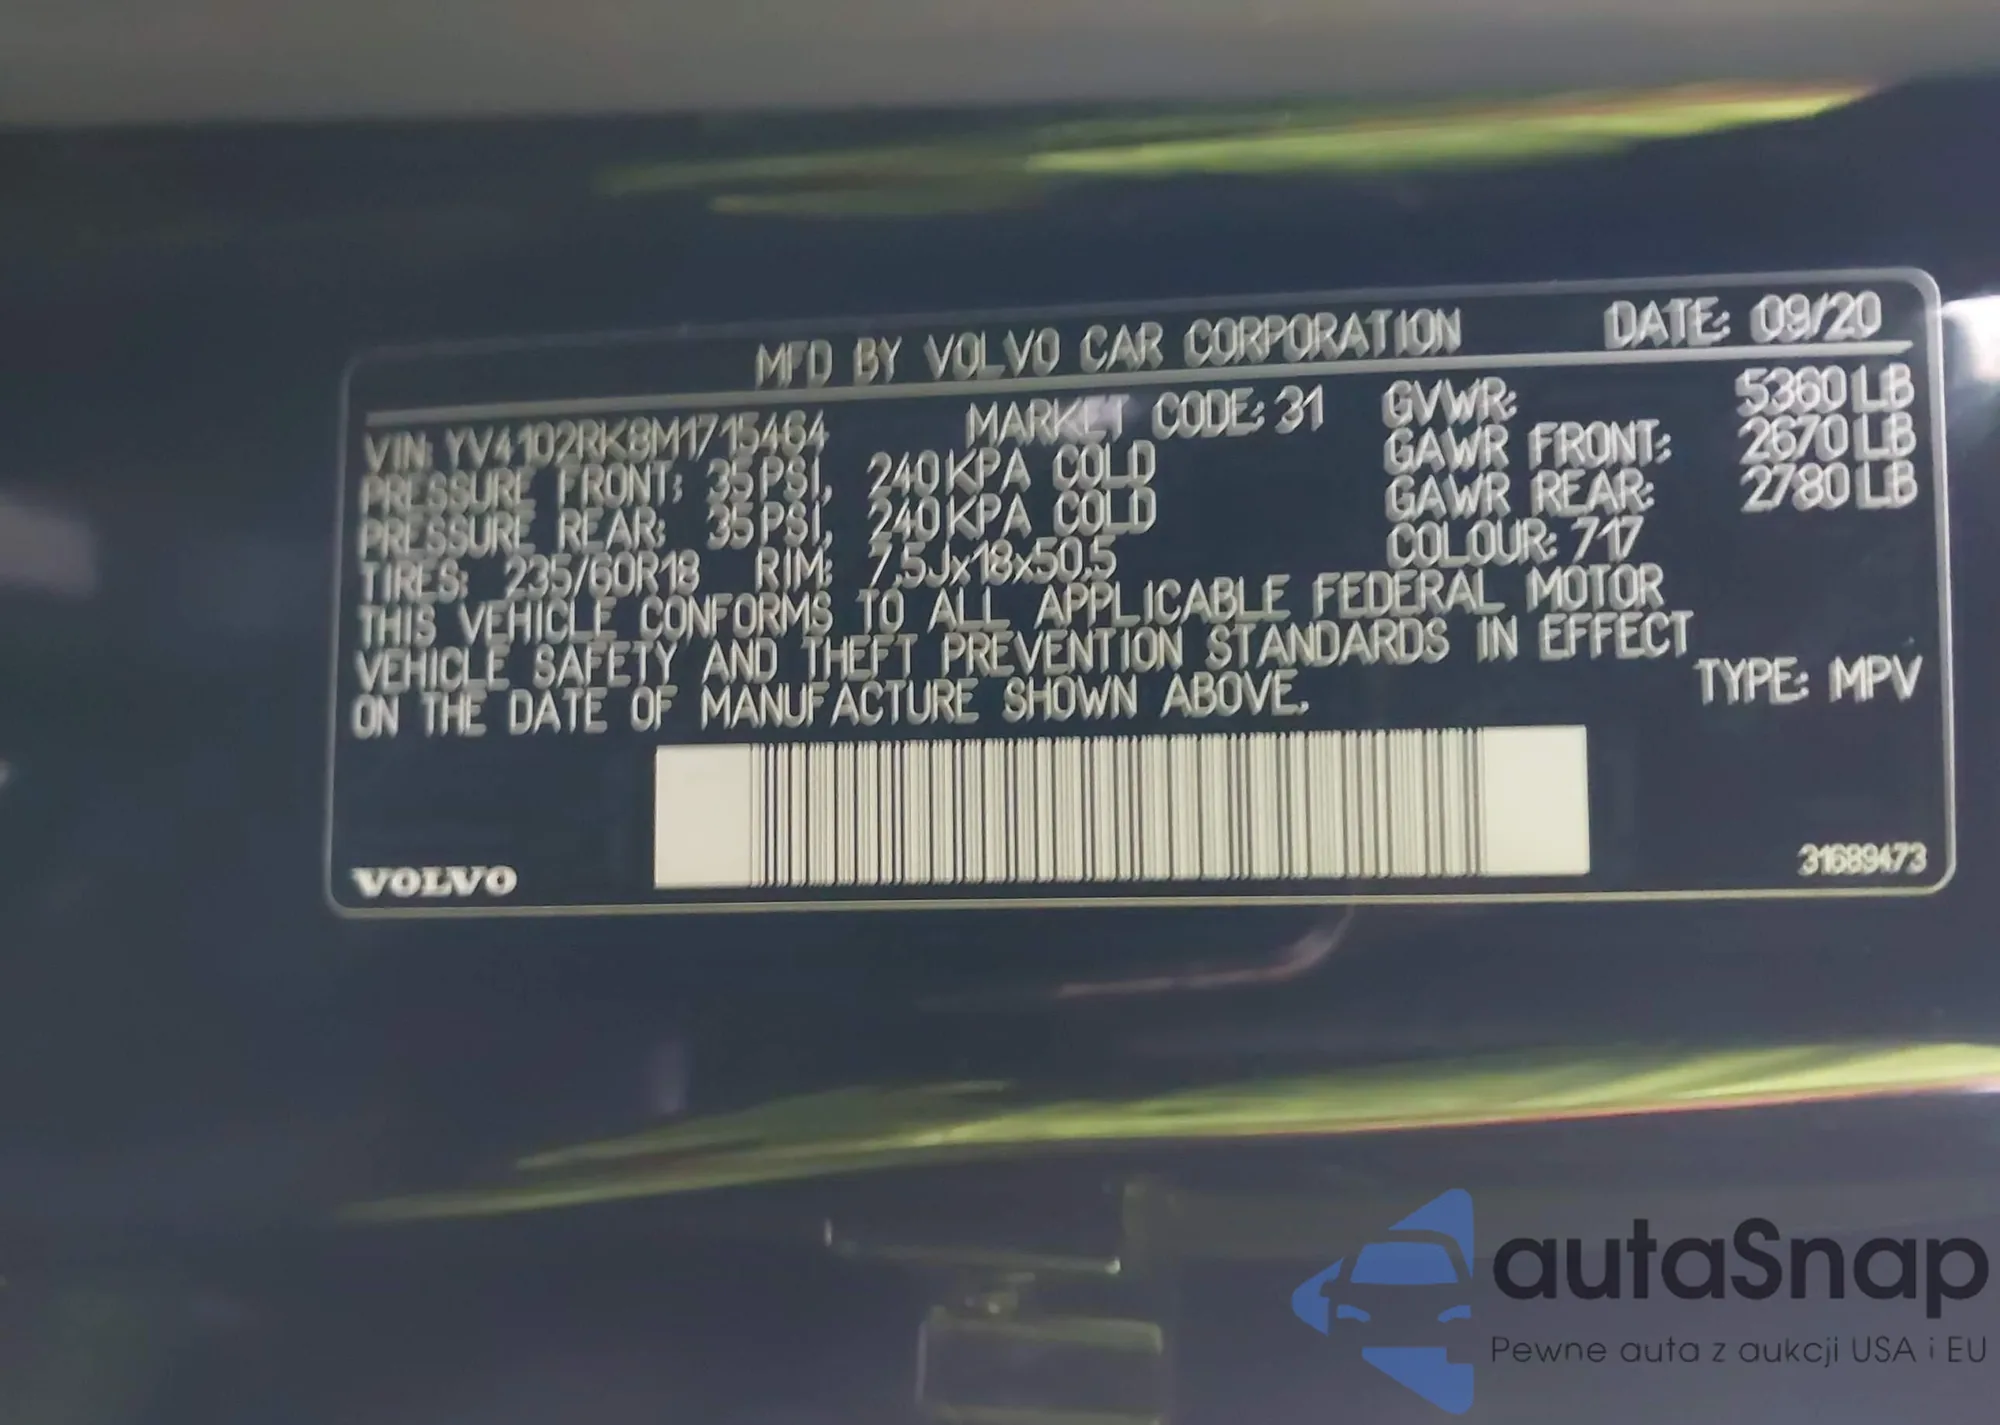 MFD BY VOLVO CAR CORPORATION DATE: 09/20
VIN: YV4102RK8M1715464 MARKET CODE: 31 GVWR: 5360 LB
PRESSURE FRONT: 35 PSI, 240 KPA COLD GAWR FRONT: 2670 LB
PRESSURE REAR: 35 PSI, 240 KPA COLD GAWR REAR: 2780 LB
TIRES: 235/60R18 RIM: 7.5Jx18x50.5 COLOUR: 717
THIS VEHICLE CONFORMS TO ALL APPLICABLE FEDERAL MOTOR
VEHICLE SAFETY AND THEFT PREVENTION STANDARDS IN EFFECT
ON THE DATE OF MANUFACTURE SHOWN ABOVE. TYPE: MPV
VOLVO 31689473
autaSnap
Pewne auta z aukcji USA i EU